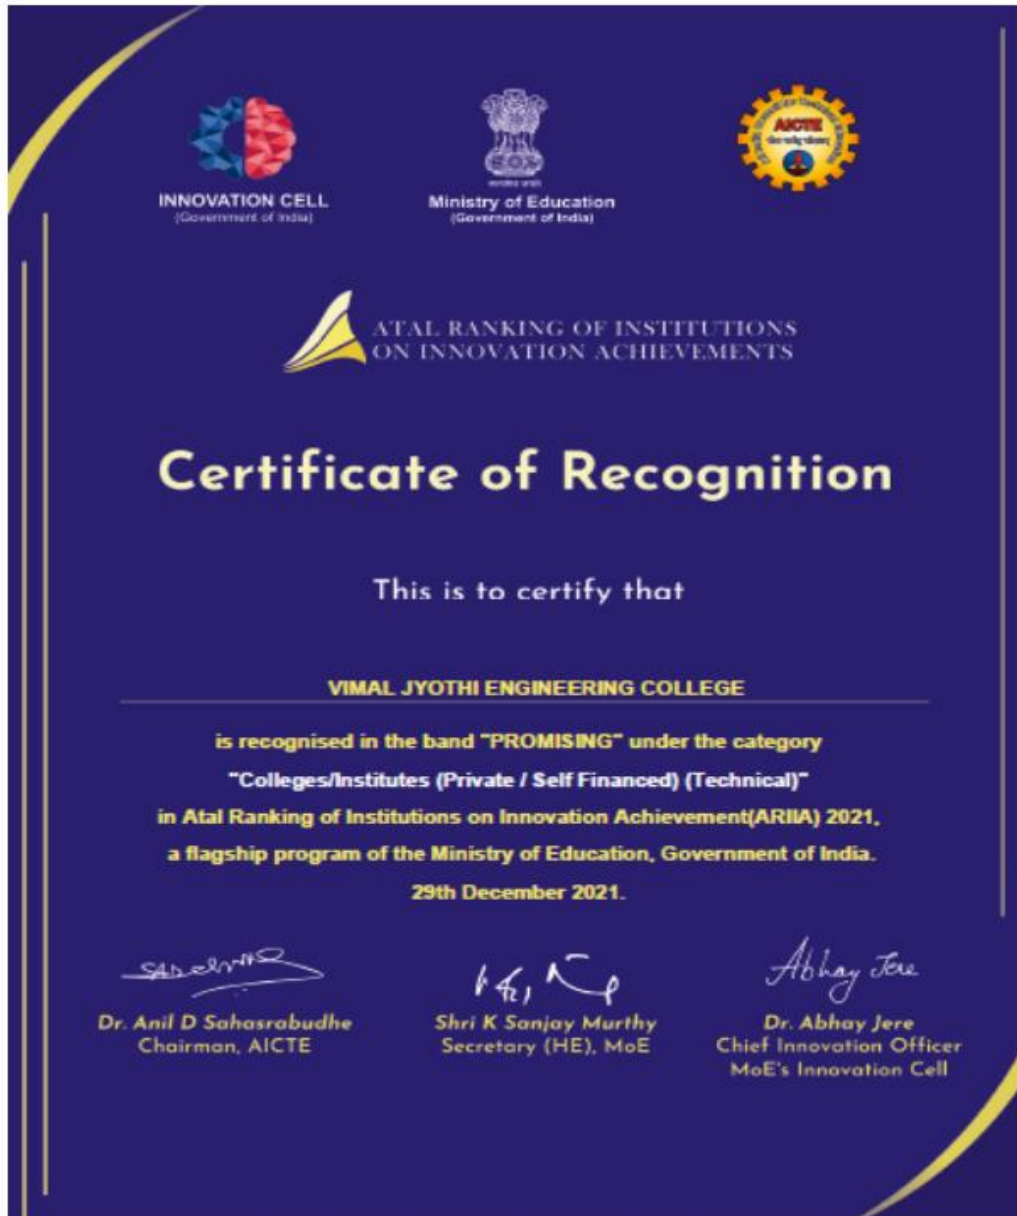 INNOVATION CELL
(Government of India)
Ministry of Education
(Government of India)
AICTE
ATAL RANKING OF INSTITUTIONS
ON INNOVATION ACHIEVEMENTS
Certificate of Recognition
This is to certify that
VIMAL JYOTHI ENGINEERING COLLEGE
is recognised in the band "PROMISING" under the category
"Colleges/Institutes (Private / Self Financed) (Technical)"
in Atal Ranking of Institutions on Innovation Achievement(ARIIA) 2021,
a flagship program of the Ministry of Education, Government of India.
29th December 2021.
Abhay Jere
Dr. Anil D Sahasrabudhe
Chairman, AICTE
Shri K Sanjay Murthy
Secretary (HE), MoE
Dr. Abhay Jere
Chief Innovation Officer
MoE's Innovation Cell